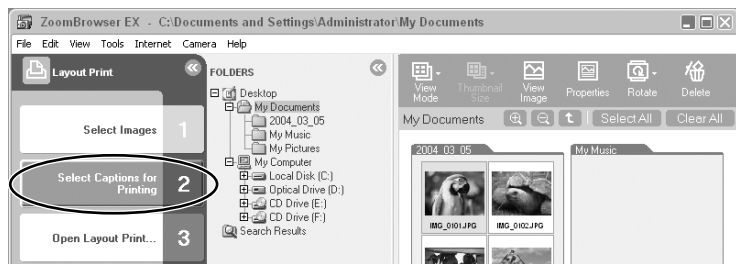 ZoomBrowser EX - C:\Documents and Settings\Administrator\My Documents
File Edit View Tools Internet Camera Help
Layout Print
Select Images 1
Select Captions for Printing 2
Open Layout Print... 3
FOLDERS
Desktop
My Documents
2004_03_05
My Music
My Pictures
My Computer
Local Disk (C:)
Optical Drive (D:)
CD Drive (E:)
CD Drive (F:)
Search Results
View Mode
Thumbnail Size
View Image
Properties
Rotate
Delete
My Documents
Select All
Clear All
2004_03_05
My Music
IMG_0101.JPG
IMG_0102.JPG